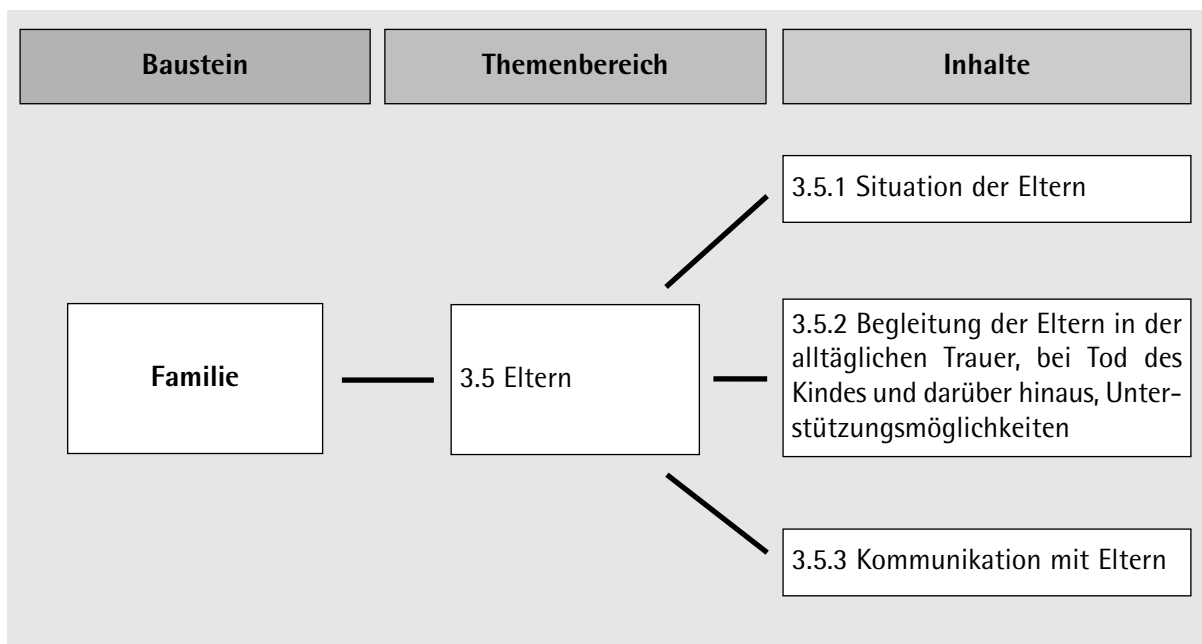 Baustein
Themenbereich
Inhalte
3.5.1 Situation der Eltern
Familie
3.5 Eltern
3.5.2 Begleitung der Eltern in der
alltäglichen Trauer, bei Tod des
Kindes und darüber hinaus, Unter-
stützungsmöglichkeiten
3.5.3 Kommunikation mit Eltern